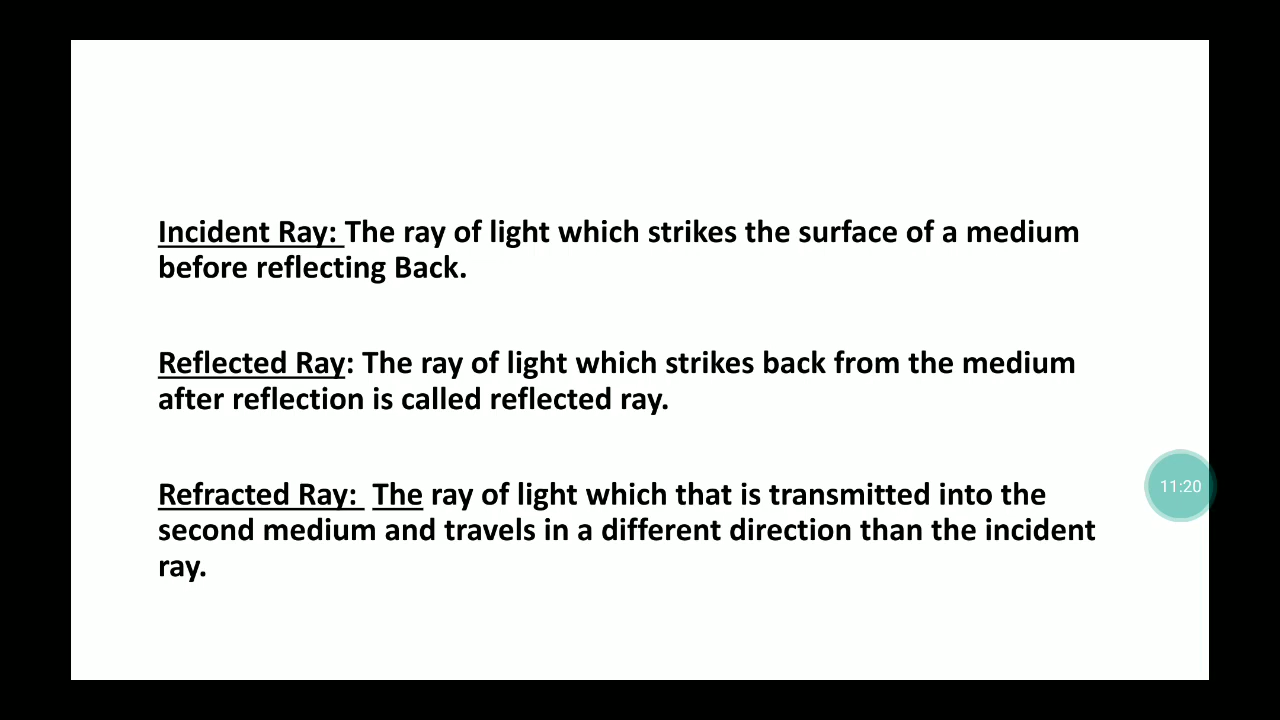 Incident Ray: The ray of light which strikes the surface of a medium
before reflecting Back.
Reflected Ray: The ray of light which strikes back from the medium
after reflection is called reflected ray.
Refracted Ray: The ray of light which that is transmitted into the
second medium and travels in a different direction than the incident
ray.
11:20